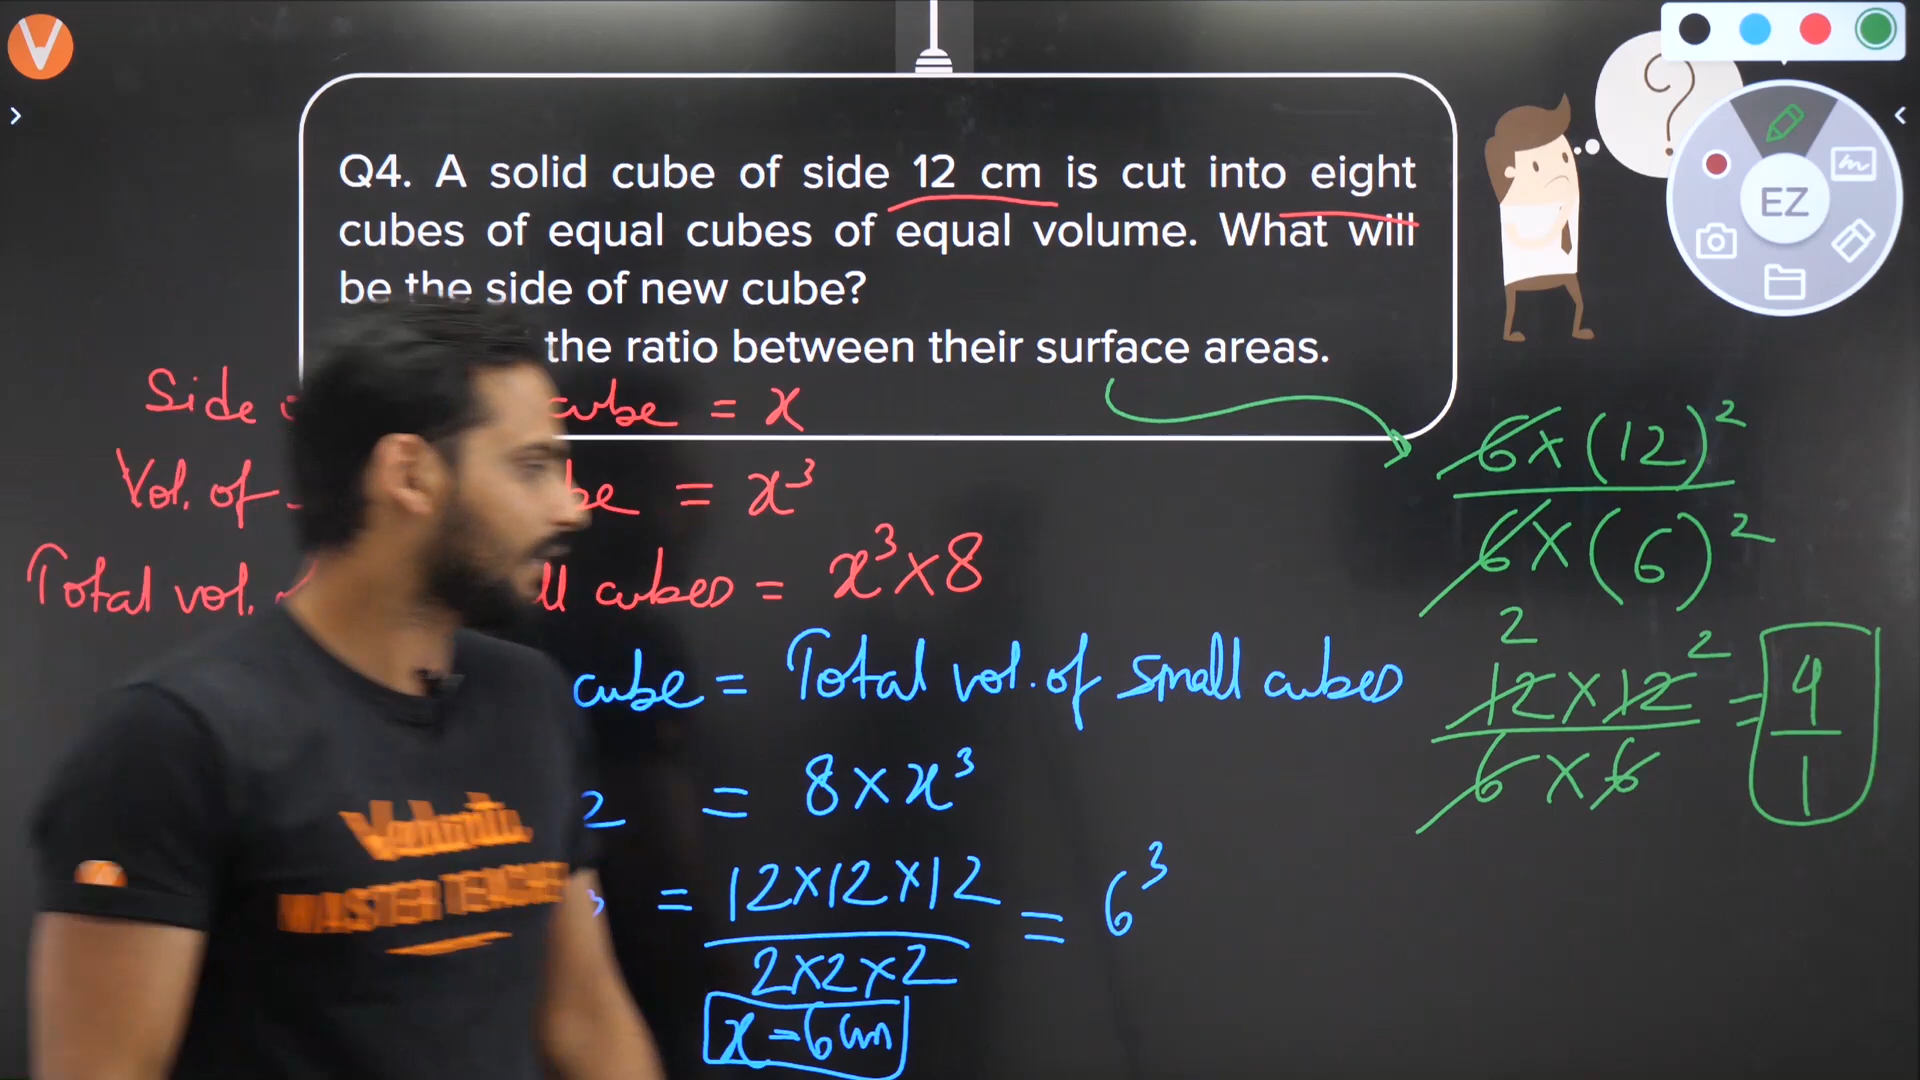 Q4. A solid cube of side 12 cm is cut into eight
cubes of equal cubes of equal volume. What will
be the side of new cube?
the ratio between their surface areas.
Side cube = x
Vol. of = x³
Total vol. cubes = x³×8
cube = Total vol. of small cubes
= 8×x³
= 12×12×12 / 2×2×2 = 6³
x = 6cm
6×(12)²
6×(6)²
2 2
12×12 / 6×6 = 4/1
EZ
Vedantu
MASTER TEACHER